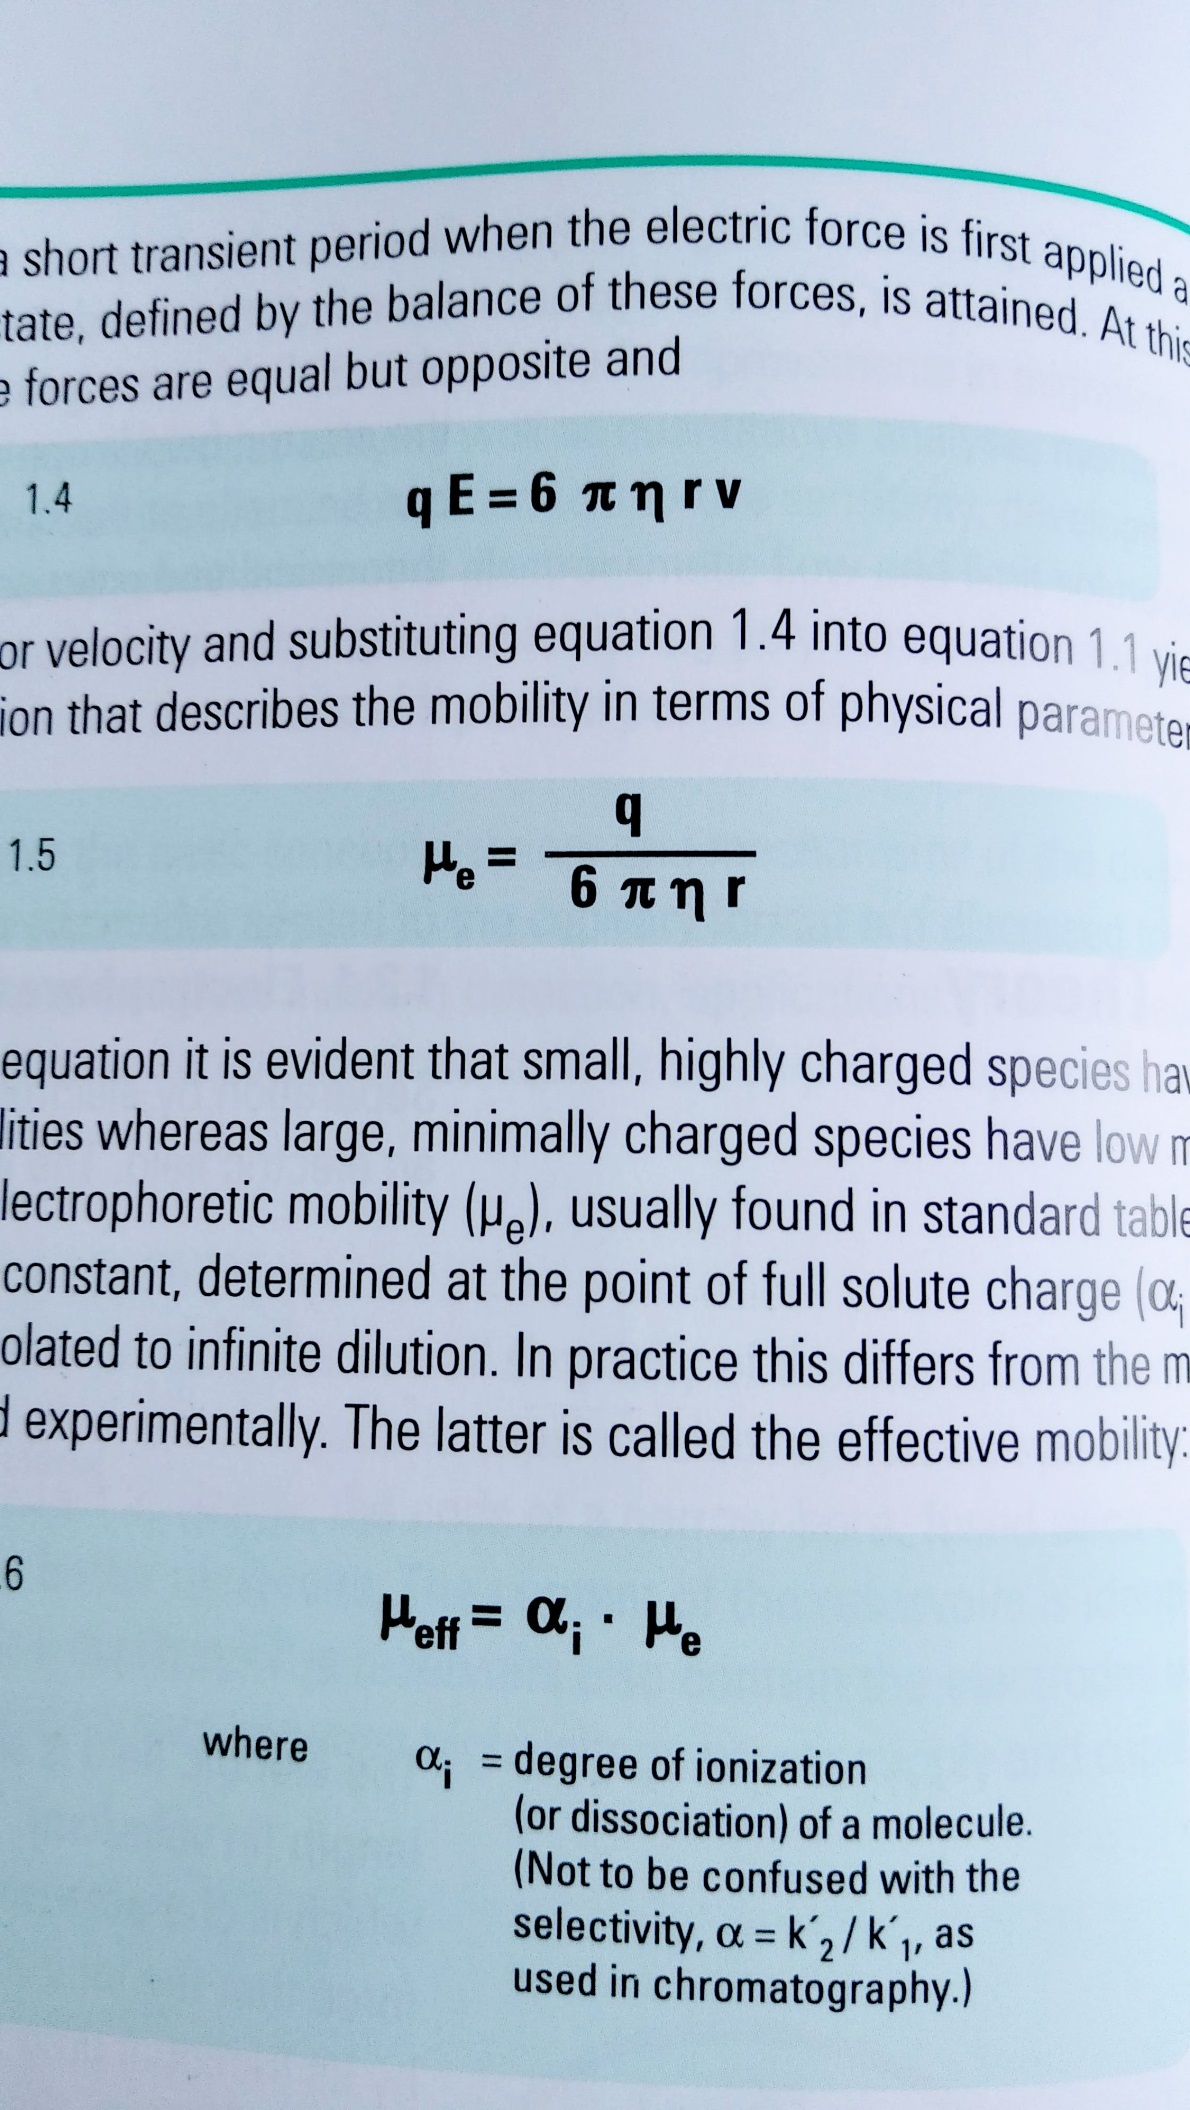 short transient period when the electric force is first applied
tate, defined by the balance of these forces, is attained. At this
forces are equal but opposite and
1.4 q E = 6 π η r v
or velocity and substituting equation 1.4 into equation 1.1 yie
ion that describes the mobility in terms of physical parameter
1.5 μe = q
6 π η r
equation it is evident that small, highly charged species hav
lities whereas large, minimally charged species have low m
lectrophoretic mobility (μe), usually found in standard table
constant, determined at the point of full solute charge (αi
olated to infinite dilution. In practice this differs from the m
d experimentally. The latter is called the effective mobility:
.6
μeff = αi · μe
where αi = degree of ionization
(or dissociation) of a molecule.
(Not to be confused with the
selectivity, α = k´2 / k´1, as
used in chromatography.)